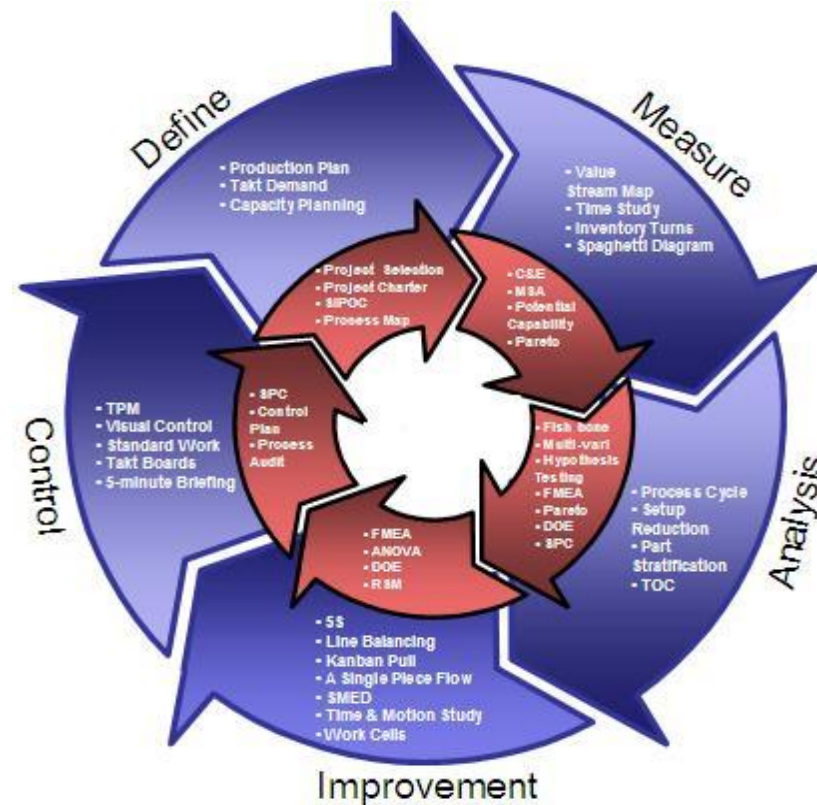 Define
- Production Plan
- Takt Demand
- Capacity Planning
- Project Selection
- Project Charter
- SIPOC
- Process Map
Measure
- Value
Stream Map
- Time Study
- Inventory Turns
- Spaghetti Diagram
- C&E
- MSA
- Potential
Capability
- Pareto
Analysis
- Process Cycle
- Setup
Reduction
- Part
Stratification
- TOC
- Fish bone
- Multi-vari
- Hypothesis
Testing
- FMEA
- Pareto
- DOE
- SPC
Improvement
- 5S
- Line Balancing
- Kanban Pull
- A Single Piece Flow
- SMED
- Time & Motion Study
- Work Cells
- FMEA
- ANOVA
- DOE
- RSM
Control
- TPM
- Visual Control
- Standard Work
- Takt Boards
- 5-minute Briefing
- SPC
- Control
Plan
- Process
Audit